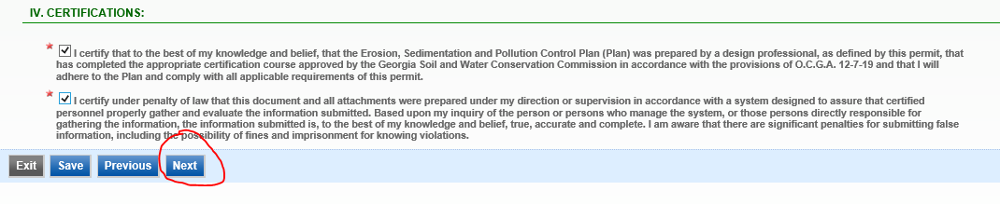 IV. CERTIFICATIONS:
* I certify that to the best of my knowledge and belief, that the Erosion, Sedimentation and Pollution Control Plan (Plan) was prepared by a design professional, as defined by this permit, that
has completed the appropriate certification course approved by the Georgia Soil and Water Conservation Commission in accordance with the provisions of O.C.G.A. 12-7-19 and that I will
adhere to the Plan and comply with all applicable requirements of this permit.
* I certify under penalty of law that this document and all attachments were prepared under my direction or supervision in accordance with a system designed to assure that certified
personnel properly gather and evaluate the information submitted. Based upon my inquiry of the person or persons who manage the system, or those persons directly responsible for
gathering the information, the information submitted is, to the best of my knowledge and belief, true, accurate and complete. I am aware that there are significant penalties for submitting false
information, including the possibility of fines and imprisonment for knowing violations.
Exit Save Previous Next